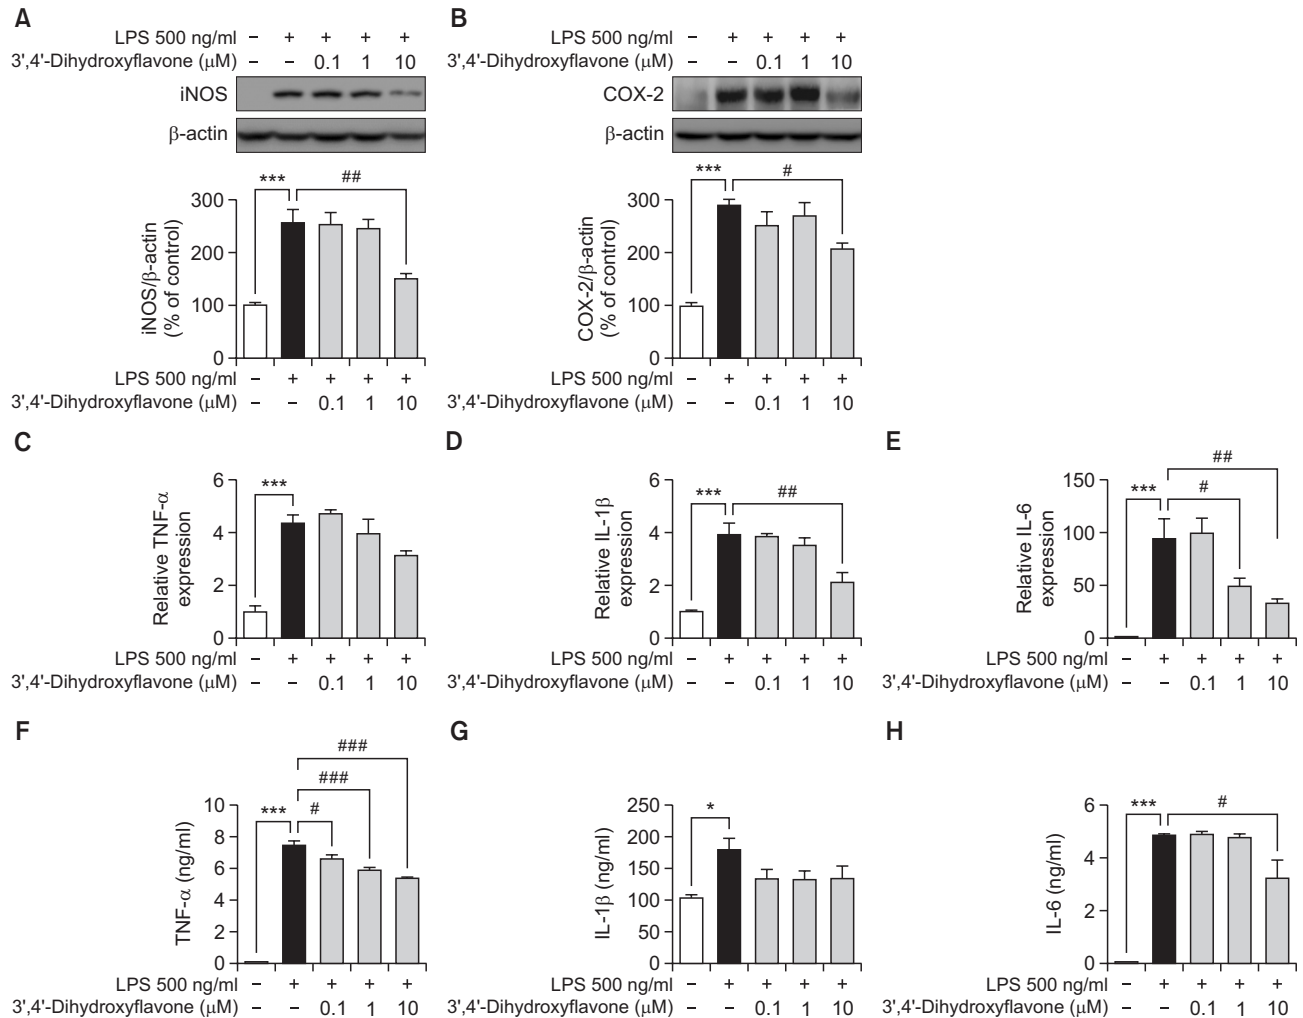 A
LPS 500 ng/ml − + + + +
3',4'-Dihydroxyflavone (μM) − − 0.1 1 10
iNOS
β-actin
*** ##
300
200
100
0
iNOS/β-actin
(% of control)
LPS 500 ng/ml − + + + +
3',4'-Dihydroxyflavone (μM) − − 0.1 1 10
B
LPS 500 ng/ml − + + + +
3',4'-Dihydroxyflavone (μM) − − 0.1 1 10
COX-2
β-actin
*** #
300
200
100
0
COX-2/β-actin
(% of control)
LPS 500 ng/ml − + + + +
3',4'-Dihydroxyflavone (μM) − − 0.1 1 10
C
***
6
4
2
0
Relative TNF-α
expression
LPS 500 ng/ml − + + + +
3',4'-Dihydroxyflavone (μM) − − 0.1 1 10
D
*** ##
6
4
2
0
Relative IL-1β
expression
LPS 500 ng/ml − + + + +
3',4'-Dihydroxyflavone (μM) − − 0.1 1 10
E
##
*** #
150
100
50
0
Relative IL-6
expression
LPS 500 ng/ml − + + + +
3',4'-Dihydroxyflavone (μM) − − 0.1 1 10
F
###
###
*** #
10
8
6
4
2
0
TNF-α (ng/ml)
LPS 500 ng/ml − + + + +
3',4'-Dihydroxyflavone (μM) − − 0.1 1 10
G
*
250
200
150
100
50
0
IL-1β (ng/ml)
LPS 500 ng/ml − + + + +
3',4'-Dihydroxyflavone (μM) − − 0.1 1 10
H
*** #
6
4
2
0
IL-6 (ng/ml)
LPS 500 ng/ml − + + + +
3',4'-Dihydroxyflavone (μM) − − 0.1 1 10